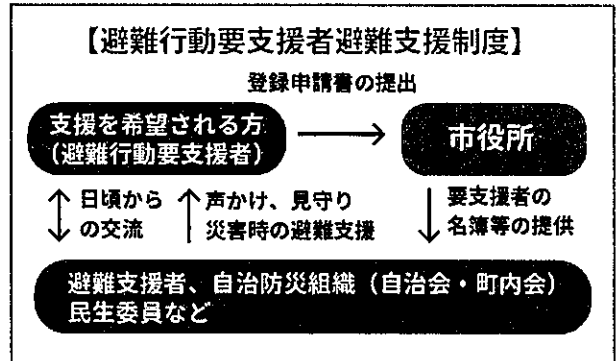 【避難行動要支援者避難支援制度】
登録申請書の提出
支援を希望される方
(避難行動要支援者)
市役所
日頃から
の交流
声かけ、見守り
災害時の避難支援
要支援者の
名簿等の提供
避難支援者、自治防災組織(自治会・町内会)
民生委員など